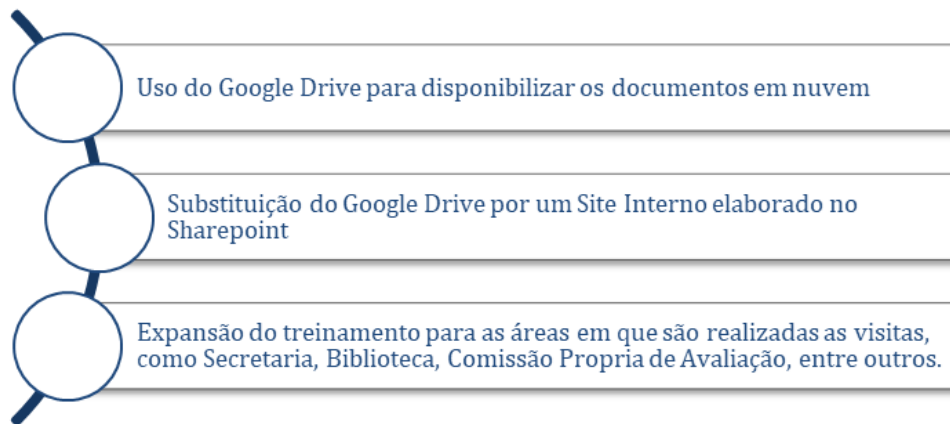 Uso do Google Drive para disponibilizar os documentos em nuvem
Substituição do Google Drive por um Site Interno elaborado no
Sharepoint
Expansão do treinamento para as áreas em que são realizadas as visitas,
como Secretaria, Biblioteca, Comissão Propria de Avaliação, entre outros.